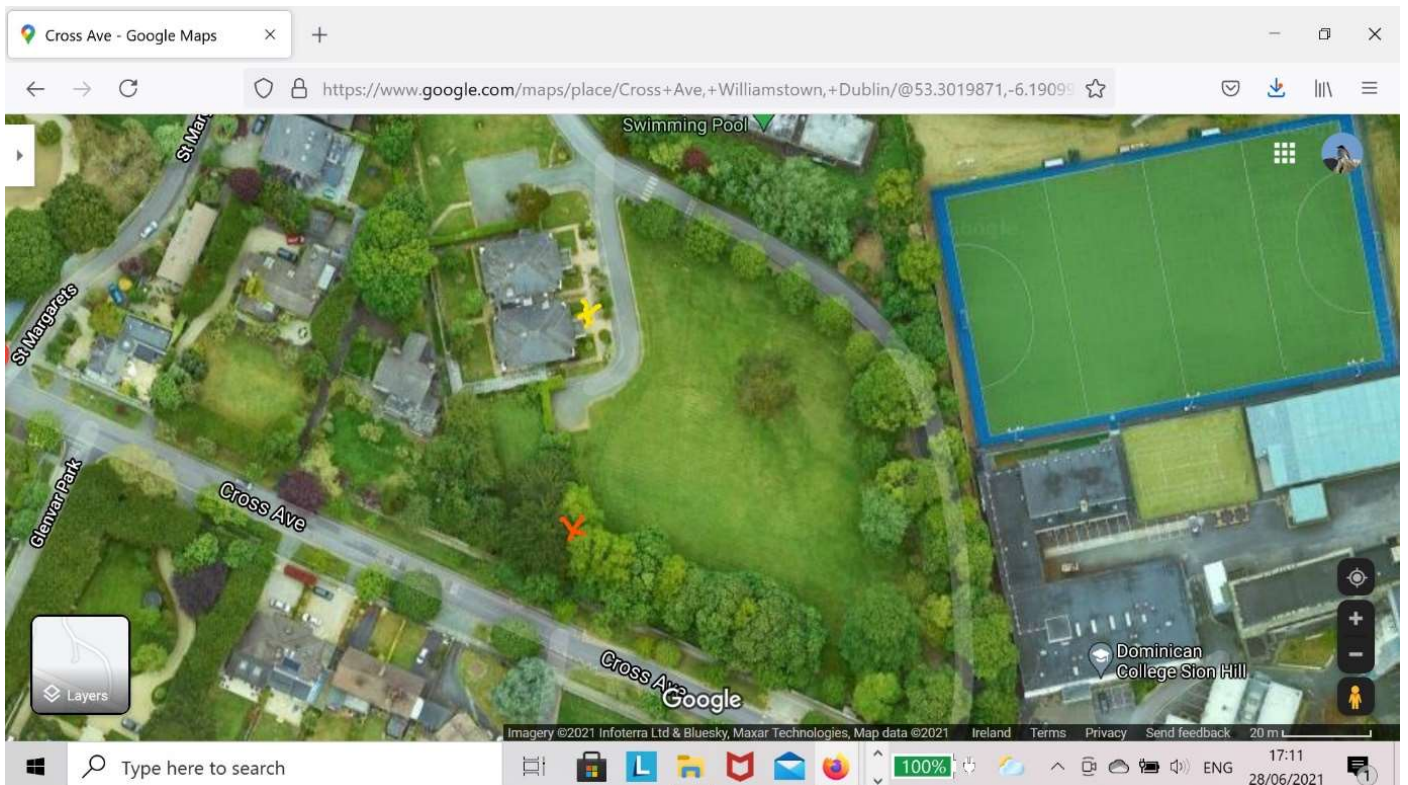 Cross Ave - Google Maps
https://www.google.com/maps/place/Cross+Ave,+Williamstown,+Dublin/@53.3019871,-6.19099
Swimming Pool
St Mar
St Margarets
Glenvar Park
Cross Ave
Cross Ave
Dominican
College Sion Hill
Layers
Google
Imagery ©2021 Infoterra Ltd & Bluesky, Maxar Technologies, Map data ©2021 Ireland Terms Privacy Send feedback 20 m
Type here to search
L
100%
ENG
17:11
28/06/2021
1